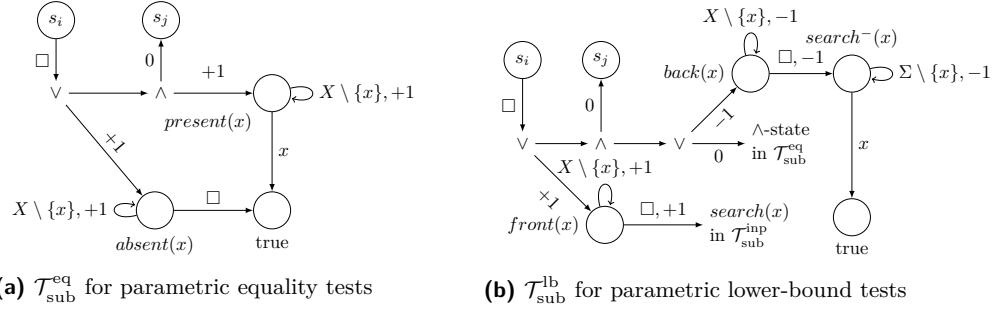 s_i
s_j
□
0
+1
X \ {x}, +1
∨
∧
present(x)
+1
x
X \ {x}, +1
□
absent(x)
true
(a) 𝒯_sub^eq for parametric equality tests
X \ {x}, −1
search⁻(x)
s_i
s_j
back(x)
□, −1
Σ \ {x}, −1
□
0
−1
∨
∧
∨
0
∧-state
in 𝒯_sub^eq
X \ {x}, +1
x
+1
front(x)
□, +1
search(x)
in 𝒯_sub^inp
true
(b) 𝒯_sub^lb for parametric lower-bound tests